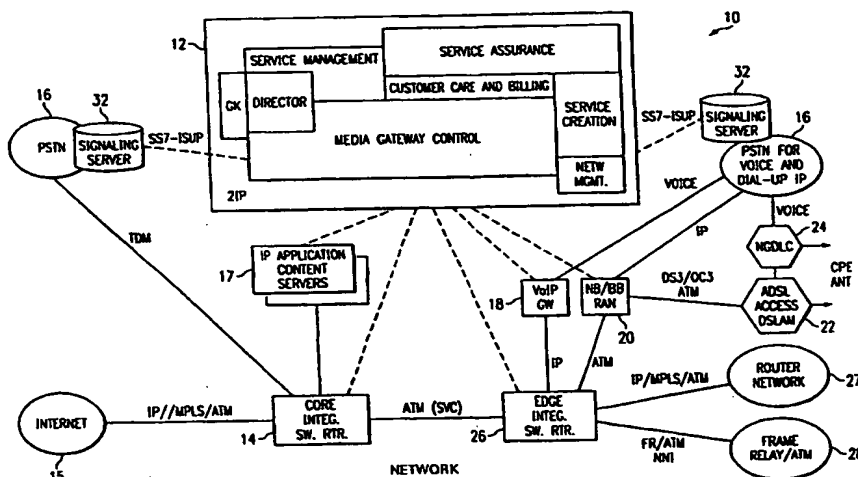 10
12
SERVICE MANAGEMENT
SERVICE ASSURANCE
CUSTOMER CARE AND BILLING
GK
DIRECTOR
SERVICE
CREATION
MEDIA GATEWAY CONTROL
NETW
MGMT.
2IP
16
32
PSTN
SIGNALING
SERVER
SS7-ISUP
SS7-ISUP
32
SIGNALING
SERVER
16
PSTN FOR
VOICE AND
DIAL-UP IP
VOICE
IP
VOICE
24
NGDLC
CPE
ANT
TDM
17
IP APPLICATION
CONTENT
SERVERS
18
VoIP
GW
NB/BB
RAN
20
DS3/OC3
ATM
ADSL
ACCESS
DSLAM
22
IP
ATM
INTERNET
15
IP//MPLS/ATM
CORE
INTEG.
SW. RTR.
14
ATM (SVC)
EDGE
INTEG.
SW. RTR.
26
IP/MPLS/ATM
ROUTER
NETWORK
27
FR/ATM
NNI
FRAME
RELAY/ATM
28
NETWORK